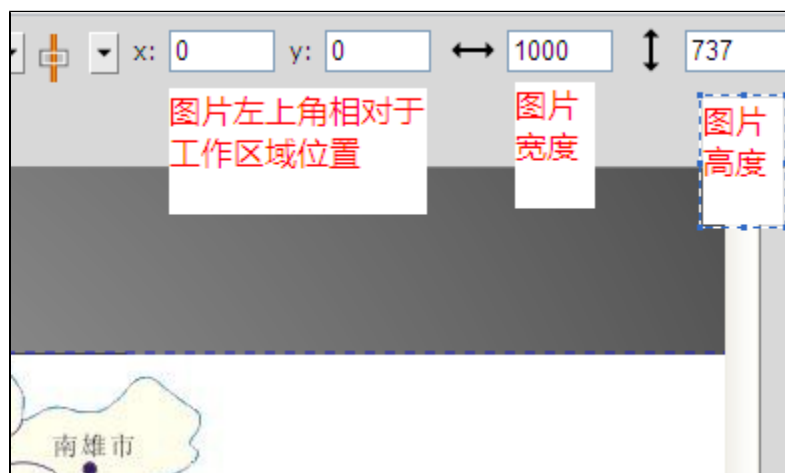 x: 0 y: 0 1000 737
图片左上角相对于
工作区域位置
图片
宽度
图片
高度
南雄市